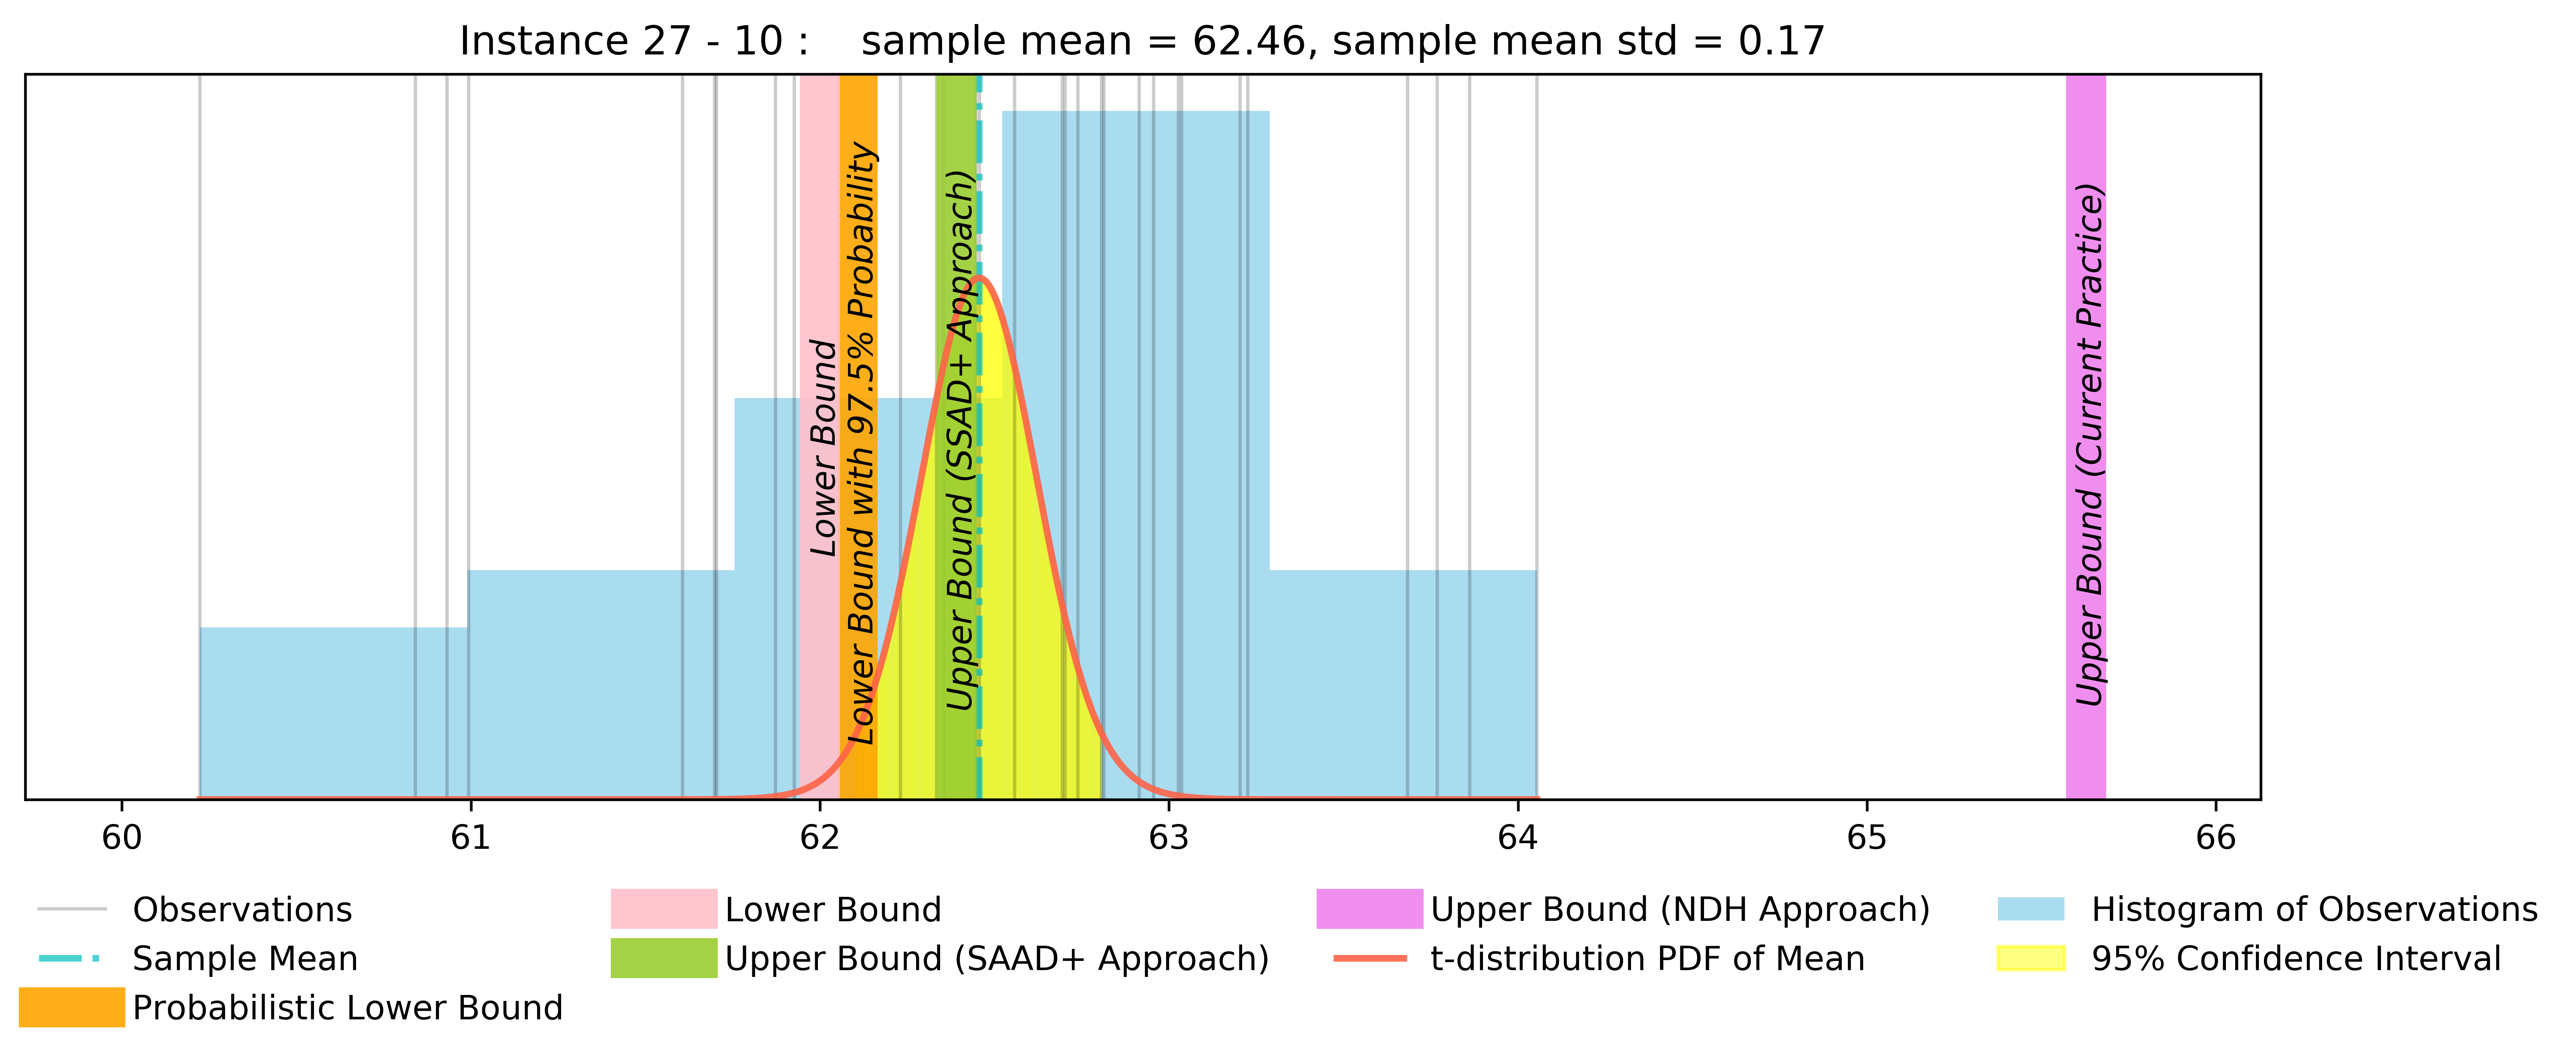 Instance 27 - 10 :    sample mean = 62.46, sample mean std = 0.17
Lower Bound
Lower Bound with 97.5% Probability
Upper Bound (SSAD+ Approach)
Upper Bound (Current Practice)
60 61 62 63 64 65 66
Observations
Sample Mean
Probabilistic Lower Bound
Lower Bound
Upper Bound (SAAD+ Approach)
Upper Bound (NDH Approach)
t-distribution PDF of Mean
Histogram of Observations
95% Confidence Interval